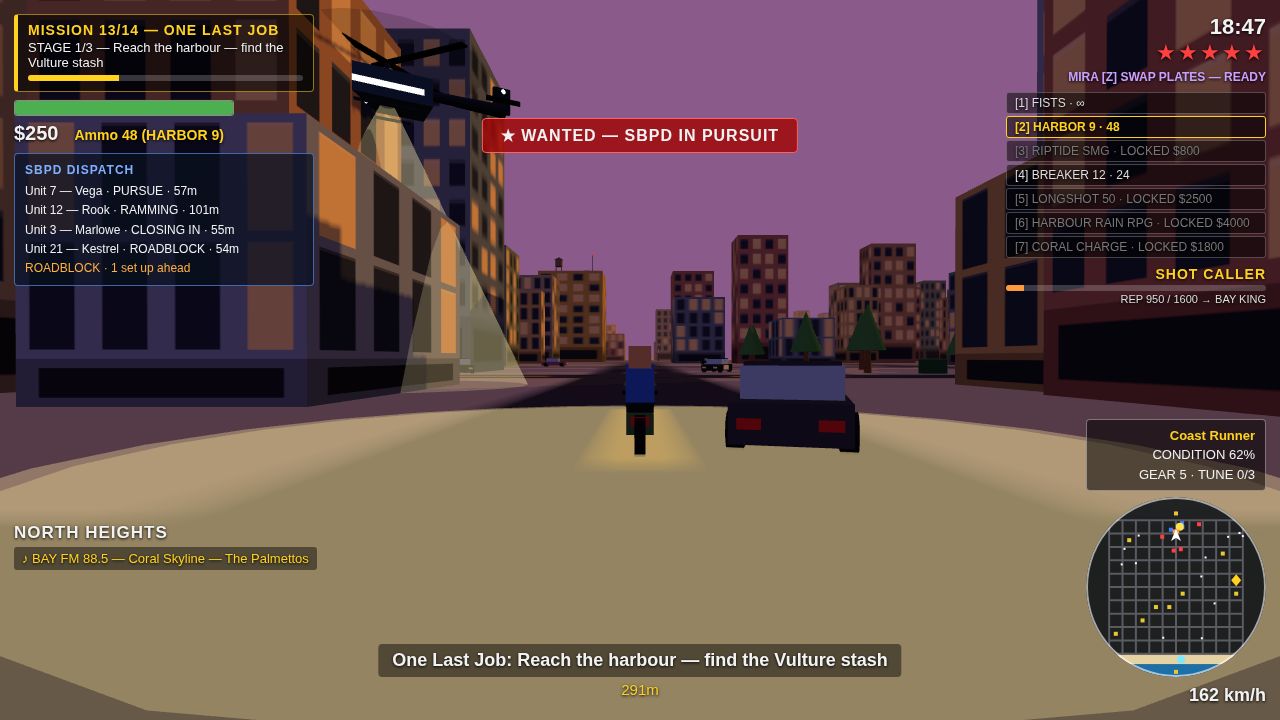 MISSION 13/14 — ONE LAST JOB
STAGE 1/3 — Reach the harbour — find the
Vulture stash
$250
Ammo 48 (HARBOR 9)
SBPD DISPATCH
Unit 7 — Vega · PURSUE · 57m
Unit 12 — Rook · RAMMING · 101m
Unit 3 — Marlowe · CLOSING IN · 55m
Unit 21 — Kestrel · ROADBLOCK · 54m
ROADBLOCK · 1 set up ahead
★ WANTED — SBPD IN PURSUIT
18:47
★★★★★
MIRA [Z] SWAP PLATES — READY
[1] FISTS · ∞
[2] HARBOR 9 · 48
[3] RIPTIDE SMG · LOCKED $800
[4] BREAKER 12 · 24
[5] LONGSHOT 50 · LOCKED $2500
[6] HARBOUR RAIN RPG · LOCKED $4000
[7] CORAL CHARGE · LOCKED $1800
SHOT CALLER
REP 950 / 1600 → BAY KING
Coast Runner
CONDITION 62%
GEAR 5 · TUNE 0/3
NORTH HEIGHTS
♪ BAY FM 88.5 — Coral Skyline — The Palmettos
One Last Job: Reach the harbour — find the Vulture stash
291m
162 km/h